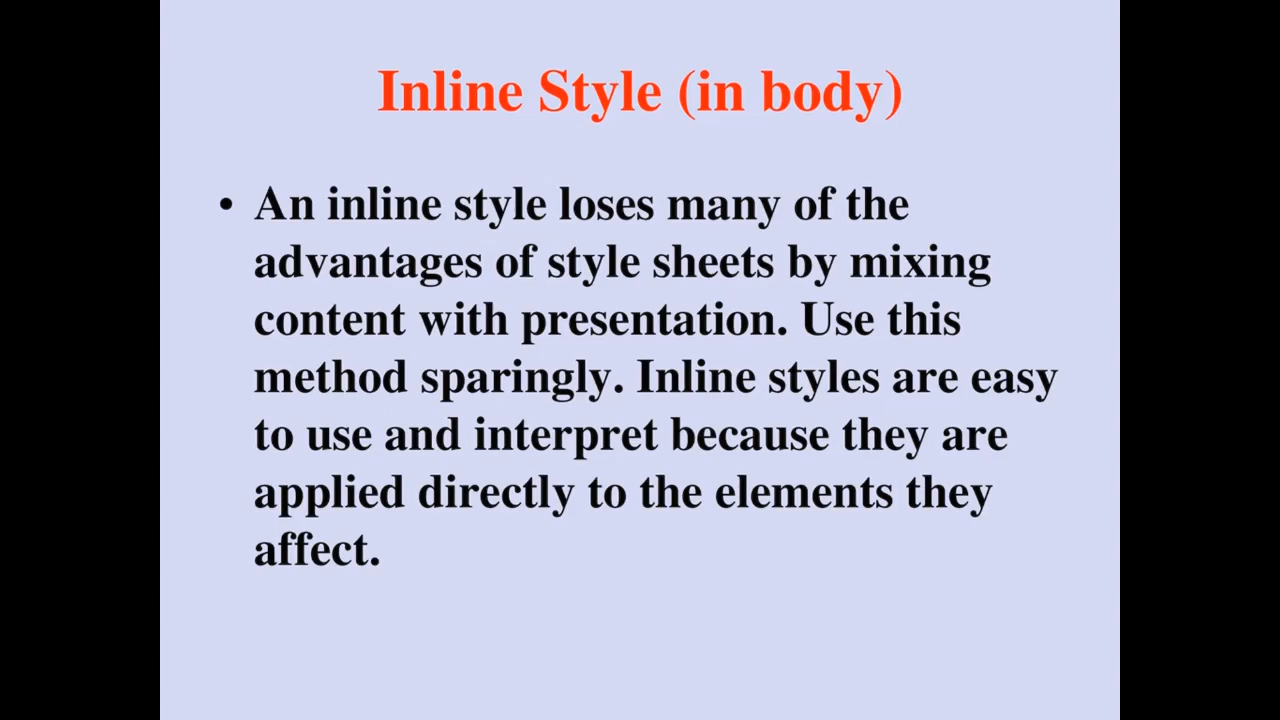 Inline Style (in body)
• An inline style loses many of the
advantages of style sheets by mixing
content with presentation. Use this
method sparingly. Inline styles are easy
to use and interpret because they are
applied directly to the elements they
affect.